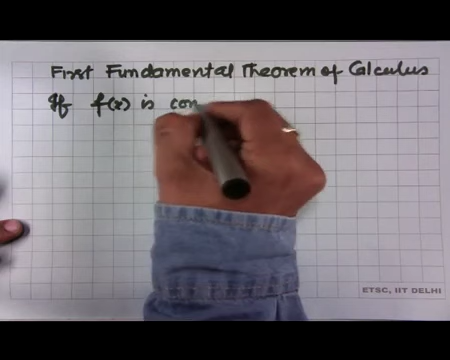 First Fundamental Theorem of Calculus
If f(x) is con
ETSC, IIT DELHI